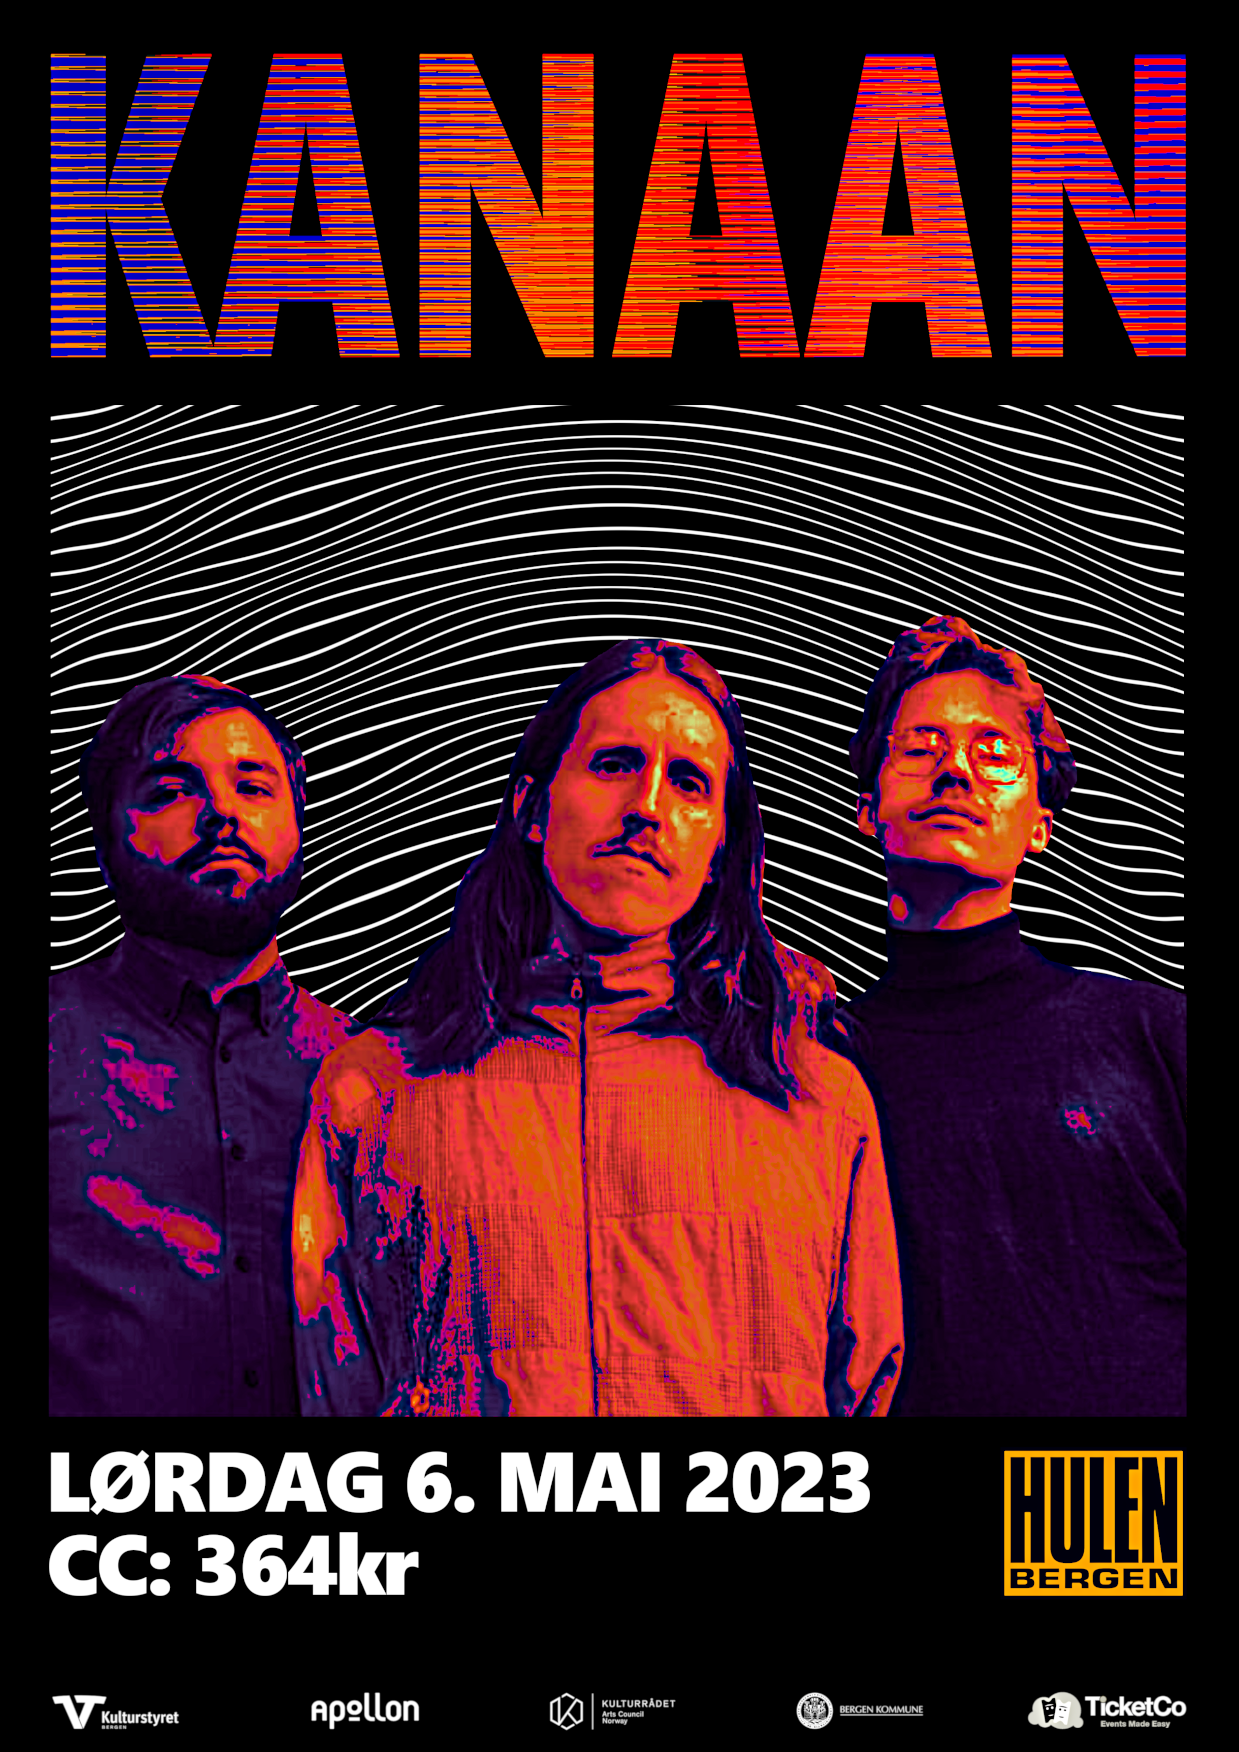 KANAAN
LØRDAG 6. MAI 2023
CC: 364kr
HULEN
BERGEN
Kulturstyret
BERGEN
Apollon
KULTURRÅDET
Arts Council
Norway
BERGEN KOMMUNE
TicketCo
Events Made Easy